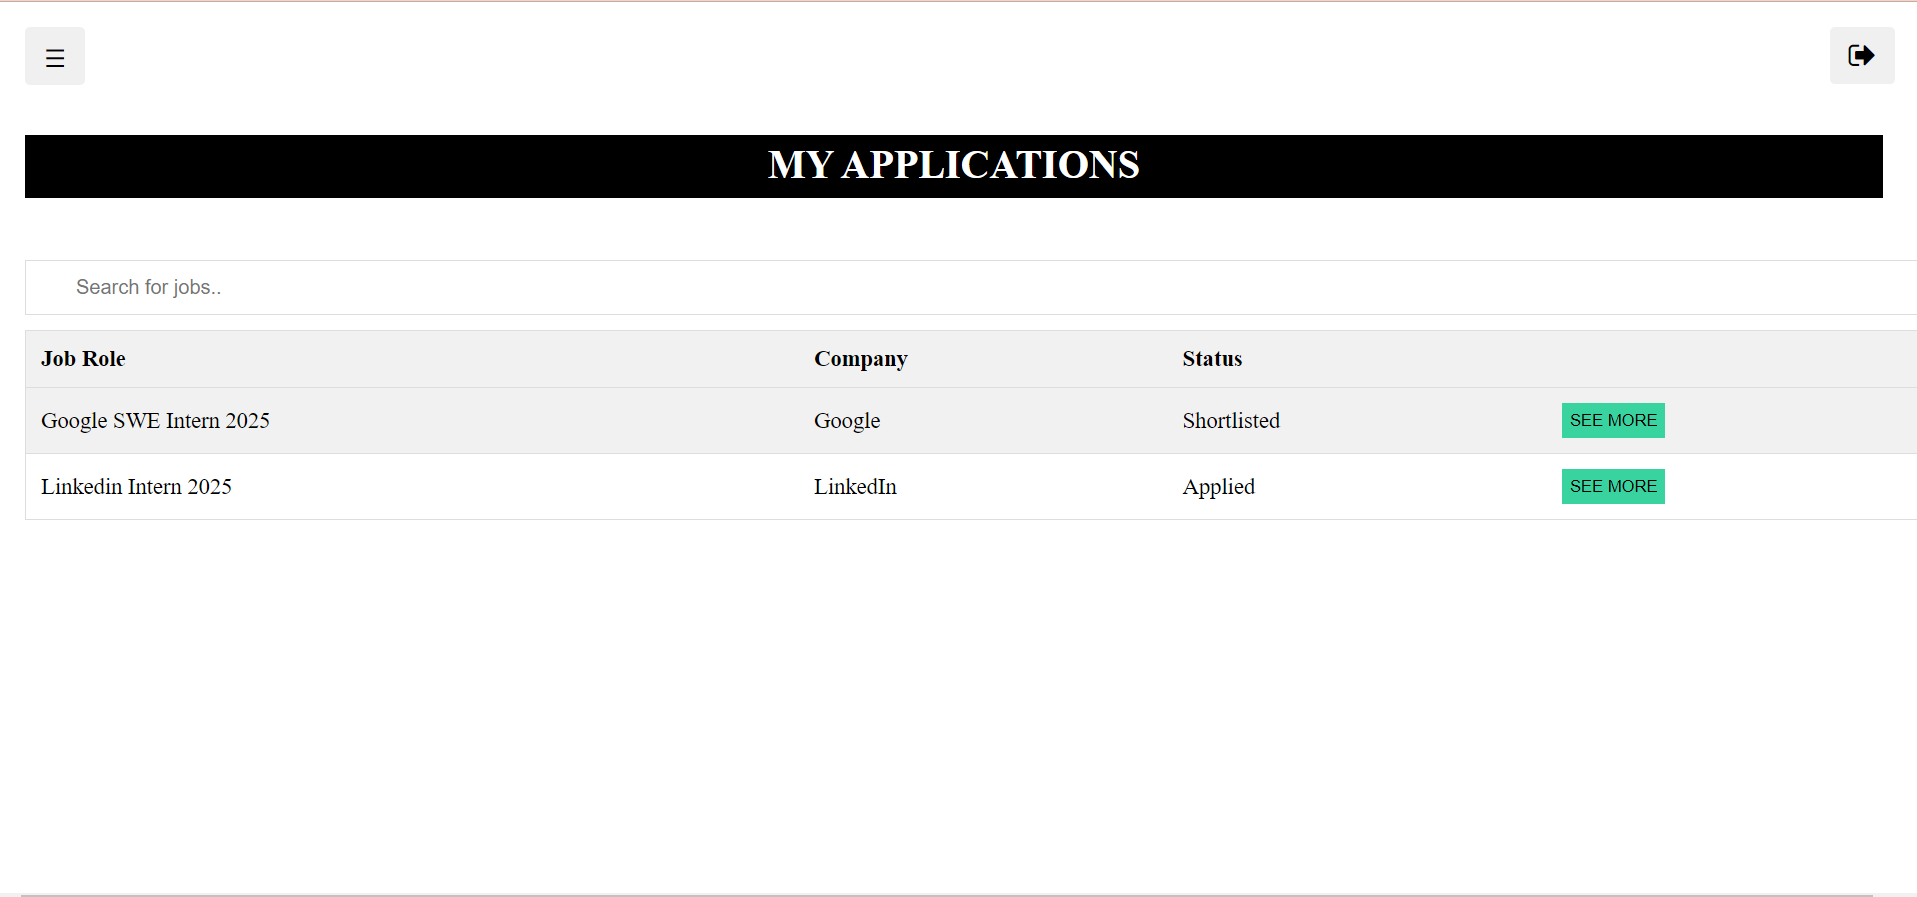 MY APPLICATIONS
Search for jobs..
Job Role Company Status
Google SWE Intern 2025 Google Shortlisted SEE MORE
Linkedin Intern 2025 LinkedIn Applied SEE MORE